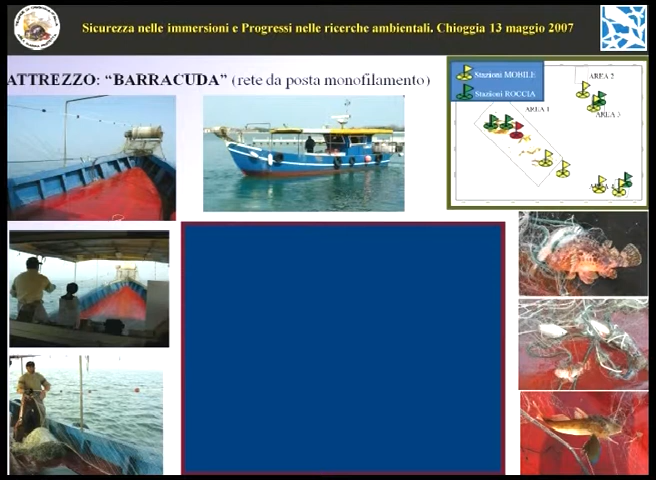 Sicurezza nelle immersioni e Progressi nelle ricerche ambientali. Chioggia 13 maggio 2007
ATTREZZO: “BARRACUDA” (rete da posta monofilamento)
Stazioni MOBILE
Stazioni ROCCIA
AREA 2
AREA 3
AREA 1